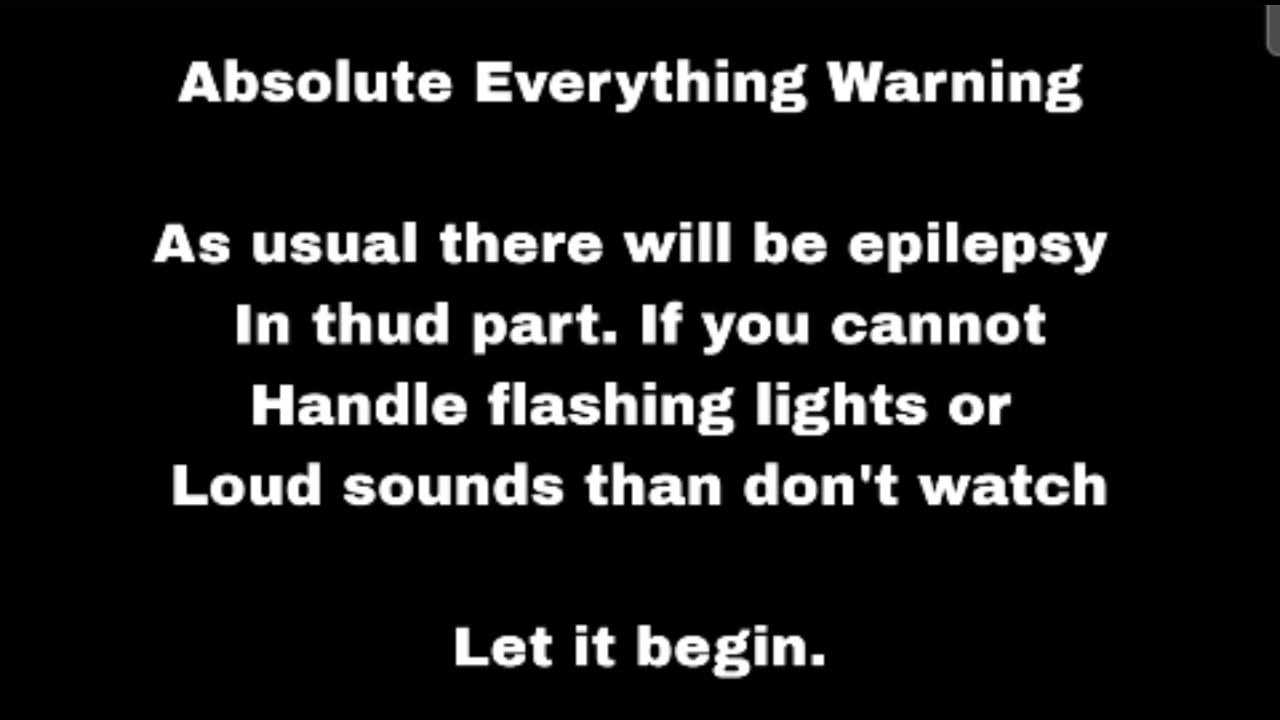 Absolute Everything Warning
As usual there will be epilepsy
In thud part. If you cannot
Handle flashing lights or
Loud sounds than don't watch
Let it begin.